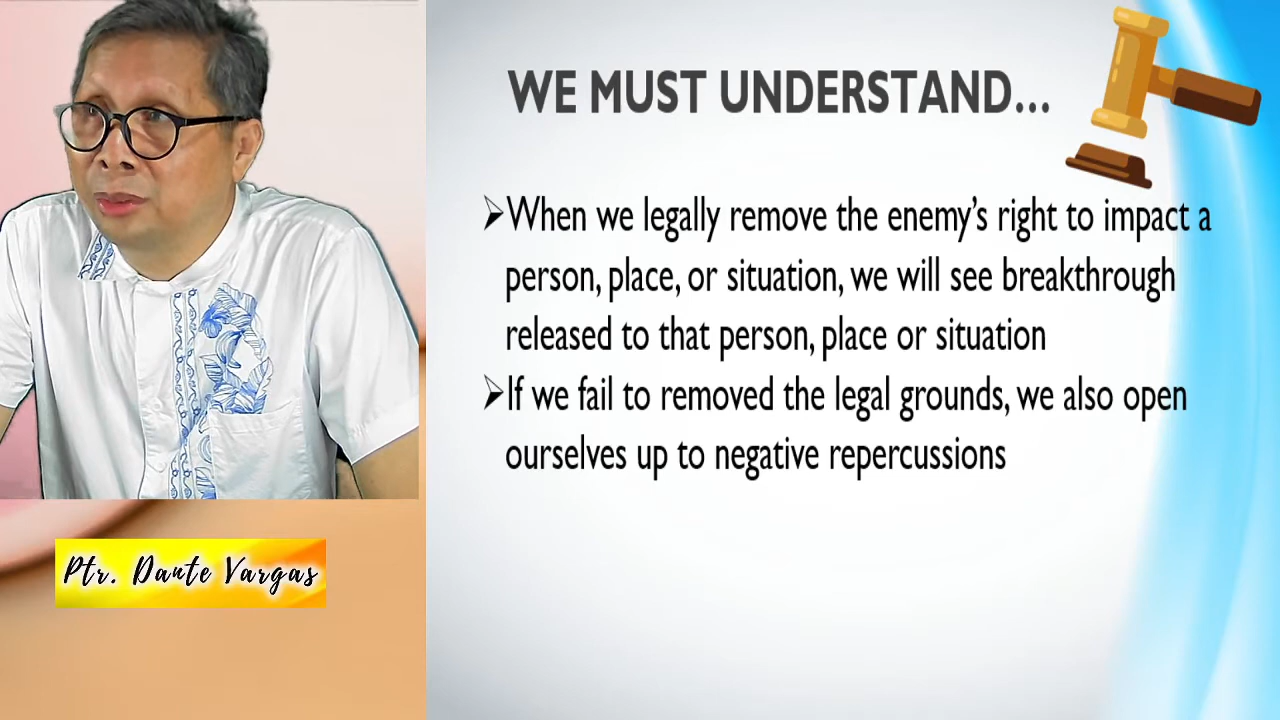 WE MUST UNDERSTAND...
➢When we legally remove the enemy's right to impact a
person, place, or situation, we will see breakthrough
released to that person, place or situation
➢If we fail to removed the legal grounds, we also open
ourselves up to negative repercussions
Ptr. Dante Vargas